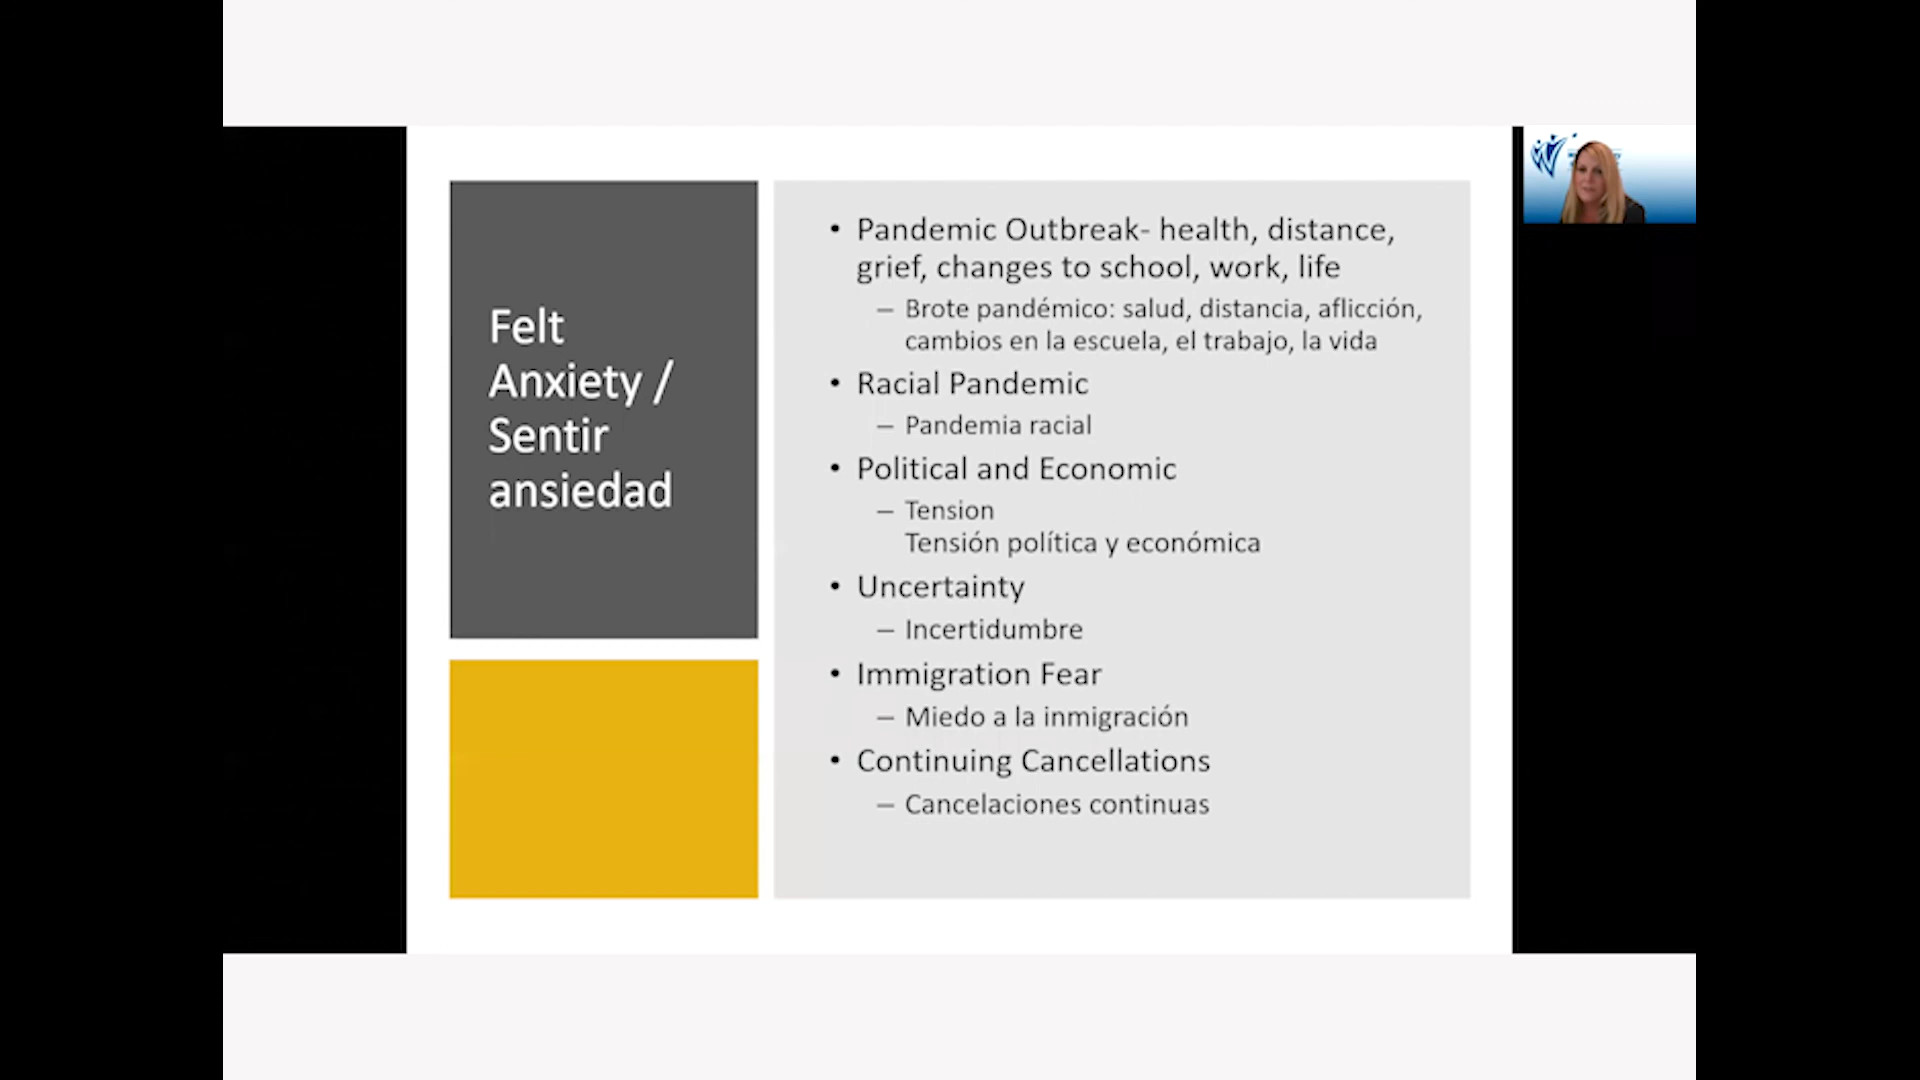 Felt
Anxiety /
Sentir
ansiedad
• Pandemic Outbreak- health, distance,
grief, changes to school, work, life
– Brote pandémico: salud, distancia, aflicción,
cambios en la escuela, el trabajo, la vida
• Racial Pandemic
– Pandemia racial
• Political and Economic
– Tension
Tensión política y económica
• Uncertainty
– Incertidumbre
• Immigration Fear
– Miedo a la inmigración
• Continuing Cancellations
– Cancelaciones continuas